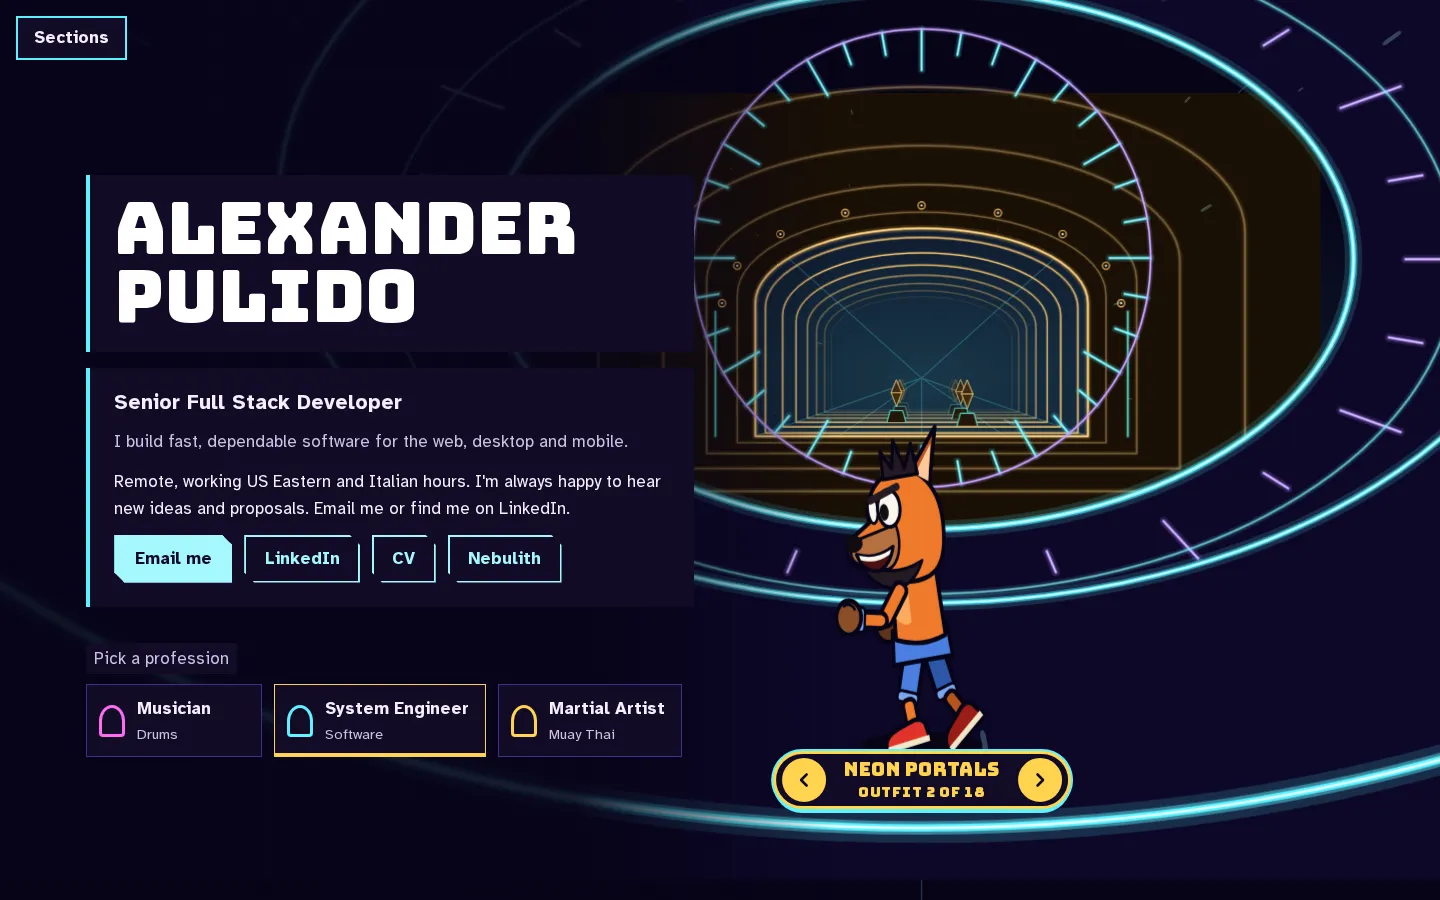 Sections
ALEXANDER
PULIDO
Senior Full Stack Developer
I build fast, dependable software for the web, desktop and mobile.
Remote, working US Eastern and Italian hours. I'm always happy to hear
new ideas and proposals. Email me or find me on LinkedIn.
Email me
LinkedIn
CV
Nebulith
Pick a profession
Musician
Drums
System Engineer
Software
Martial Artist
Muay Thai
NEON PORTALS
OUTFIT 2 OF 18